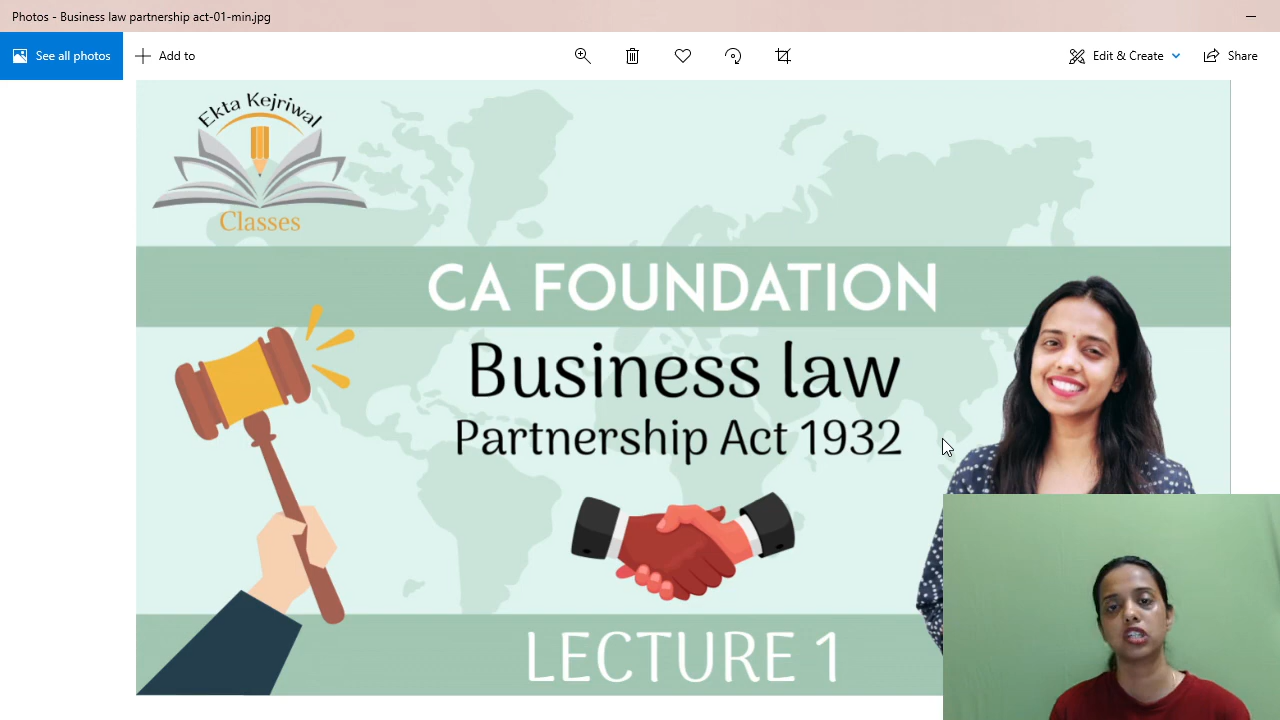 Photos - Business law partnership act-01-min.jpg
See all photos
Add to
Edit & Create
Share
Ekta Kejriwal
Classes
CA FOUNDATION
Business law
Partnership Act 1932
LECTURE 1